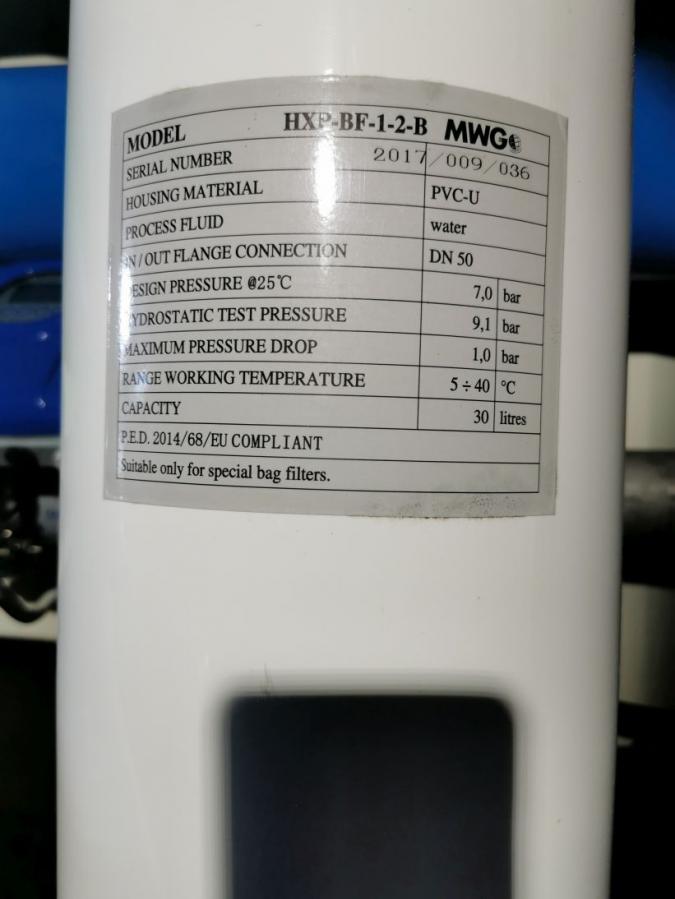 MODEL HXP-BF-1-2-B MWG
SERIAL NUMBER 2017/009/036
HOUSING MATERIAL PVC-U
PROCESS FLUID water
IN / OUT FLANGE CONNECTION DN 50
DESIGN PRESSURE @25℃ 7,0 bar
HYDROSTATIC TEST PRESSURE 9,1 bar
MAXIMUM PRESSURE DROP 1,0 bar
RANGE WORKING TEMPERATURE 5 ÷ 40 °C
CAPACITY 30 litres
P.E.D. 2014/68/EU COMPLIANT
Suitable only for special bag filters.